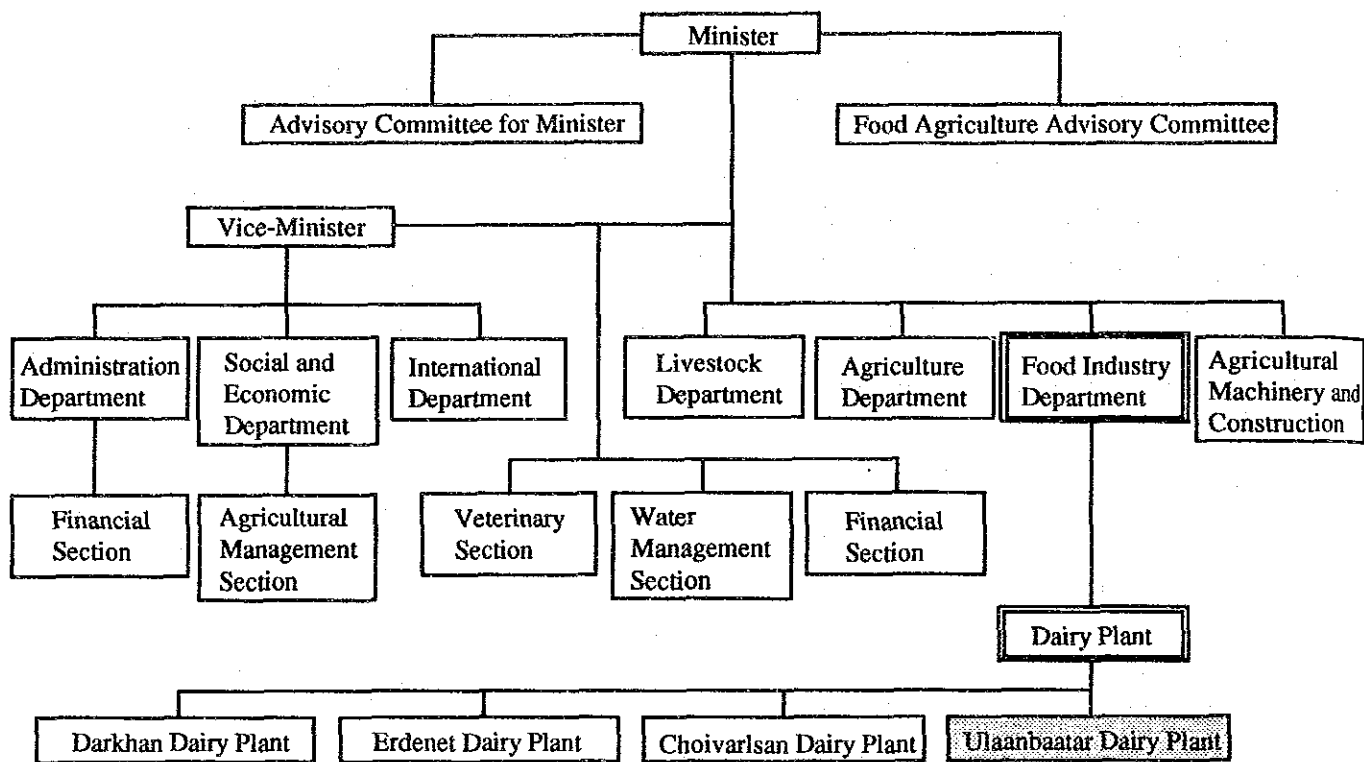 Minister
Advisory Committee for Minister
Food Agriculture Advisory Committee
Vice-Minister
Administration
Department
Social and
Economic
Department
International
Department
Livestock
Department
Agriculture
Department
Food Industry
Department
Agricultural
Machinery and
Construction
Financial
Section
Agricultural
Management
Section
Veterinary
Section
Water
Management
Section
Financial
Section
Dairy Plant
Darkhan Dairy Plant
Erdenet Dairy Plant
Choivarlsan Dairy Plant
Ulaanbaatar Dairy Plant